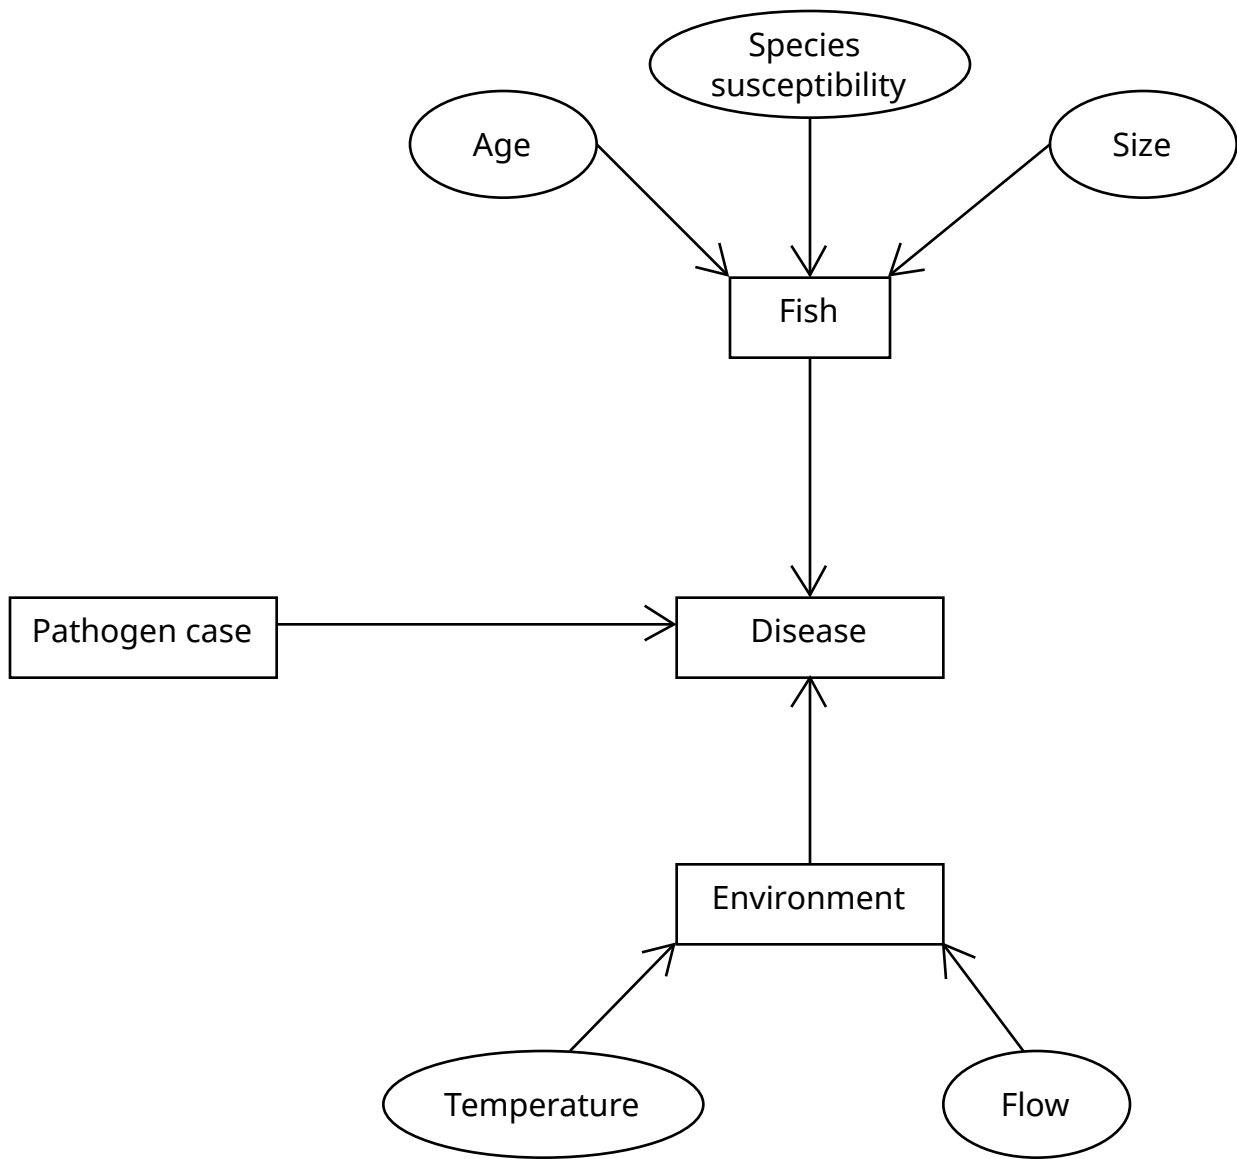 Species
susceptibility
Age
Size
Fish
Pathogen case
Disease
Environment
Temperature
Flow